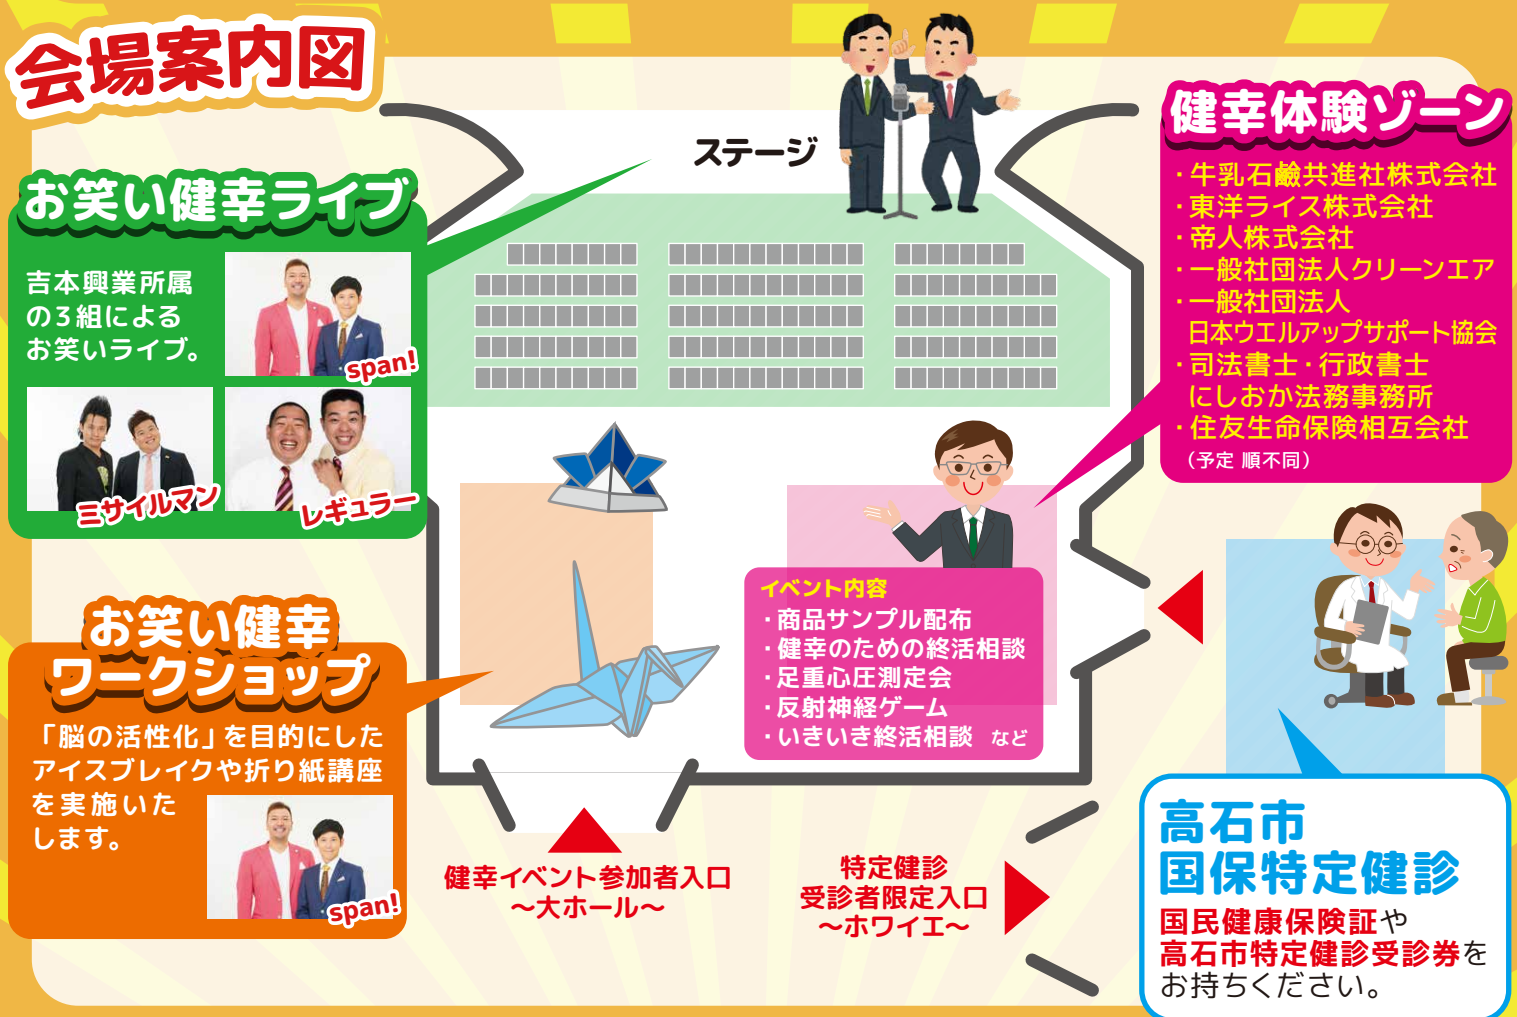 会場案内図
ステージ
お笑い健幸ライブ
吉本興業所属
の3組による
お笑いライブ。
span!
ミサイルマン
レギュラー
健幸体験ゾーン
・牛乳石鹼共進社株式会社
・東洋ライス株式会社
・帝人株式会社
・一般社団法人クリーンエア
・一般社団法人
日本ウエルアップサポート協会
・司法書士・行政書士
にしおか法務事務所
・住友生命保険相互会社
（予定 順不同）
イベント内容
・商品サンプル配布
・健幸のための終活相談
・足重心圧測定会
・反射神経ゲーム
・いきいき終活相談 など
お笑い健幸
ワークショップ
「脳の活性化」を目的にした
アイスブレイクや折り紙講座
を実施いた
します。
span!
健幸イベント参加者入口
〜大ホール〜
特定健診
受診者限定入口
〜ホワイエ〜
高石市
国保特定健診
国民健康保険証や
高石市特定健診受診券を
お持ちください。